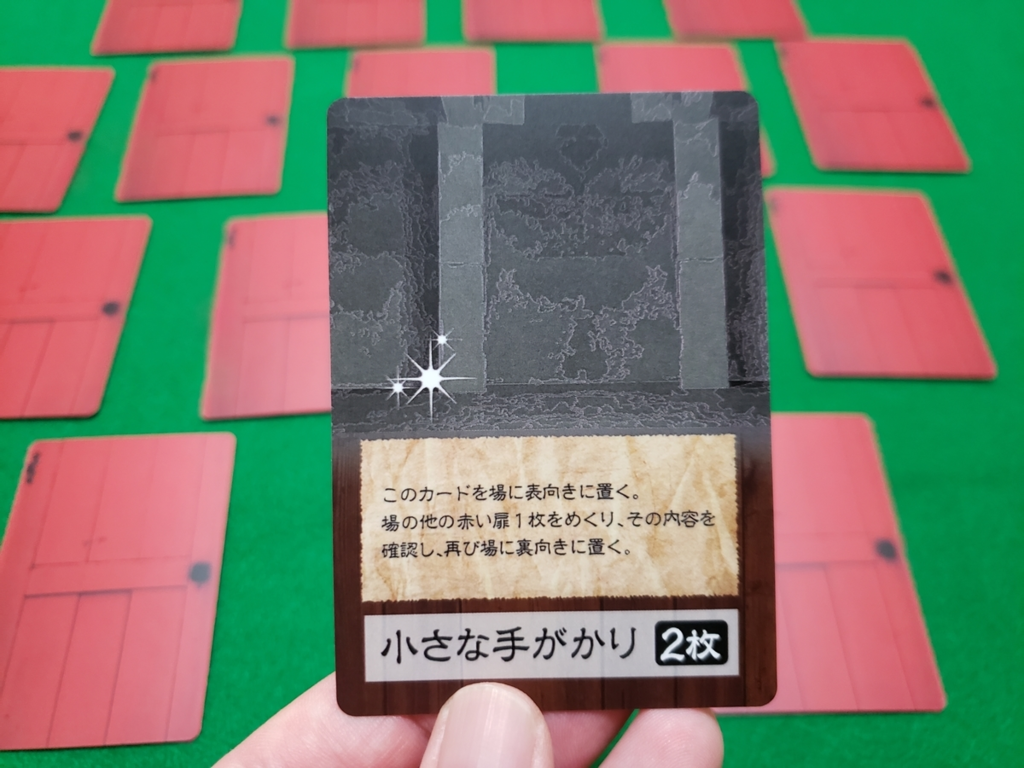 このカードを場に表向きに置く。
場の他の赤い扉1枚をめくり、その内容を
確認し、再び場に裏向きに置く。
小さな手がかり 2枚